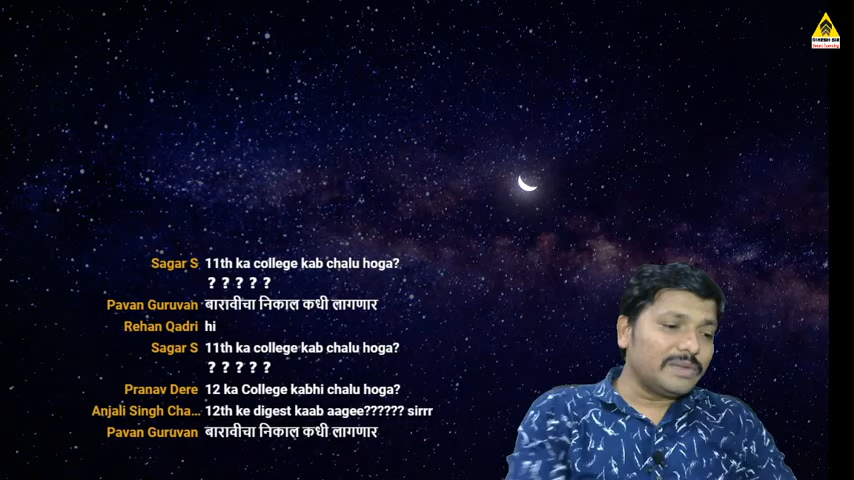 DINESH SIR
Sagar S 11th ka college kab chalu hoga?
? ? ? ? ?
Pavan Guruvan बारावीचा निकाल कधी लागणार
Rehan Qadri hi
Sagar S 11th ka college kab chalu hoga?
? ? ? ? ?
Pranav Dere 12 ka College kabhi chalu hoga?
Anjali Singh Cha... 12th ke digest kaab aagee?????? sirrr
Pavan Guruvan बारावीचा निकाल कधी लागणार